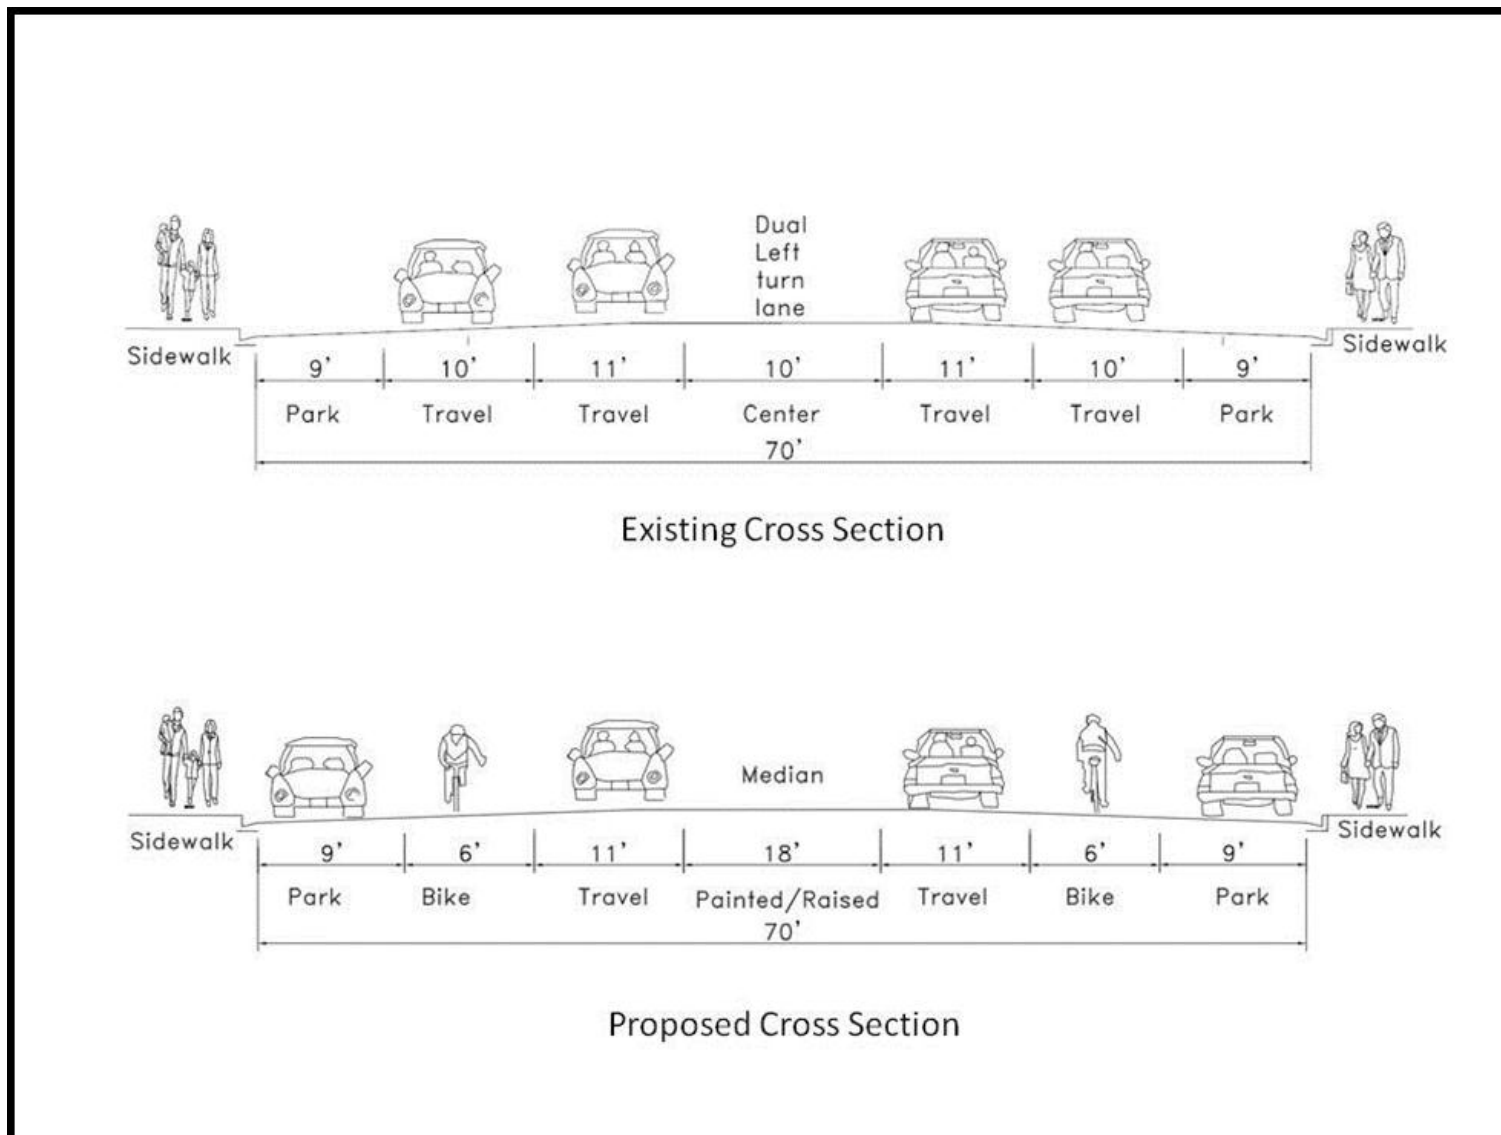 Dual
Left
turn
lane
Sidewalk
Sidewalk
9' 10' 11' 10' 11' 10' 9'
Park Travel Travel Center Travel Travel Park
70'
Existing Cross Section
Median
Sidewalk
Sidewalk
9' 6' 11' 18' 11' 6' 9'
Park Bike Travel Painted/Raised Travel Bike Park
70'
Proposed Cross Section